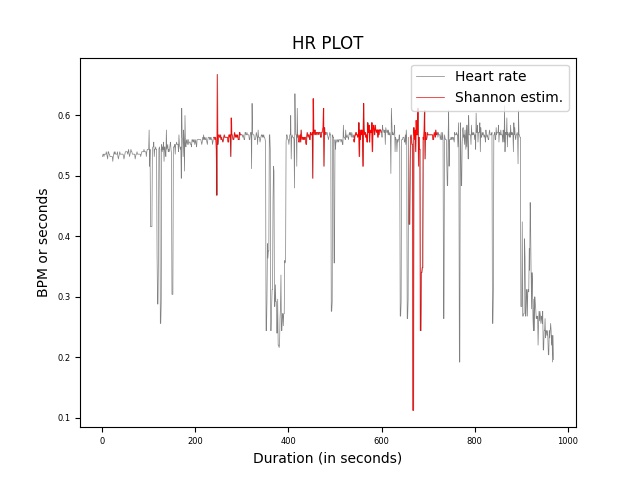 HR PLOT
Heart rate
Shannon estim.
BPM or seconds
0.6
0.5
0.4
0.3
0.2
0.1
0 200 400 600 800 1000
Duration (in seconds)